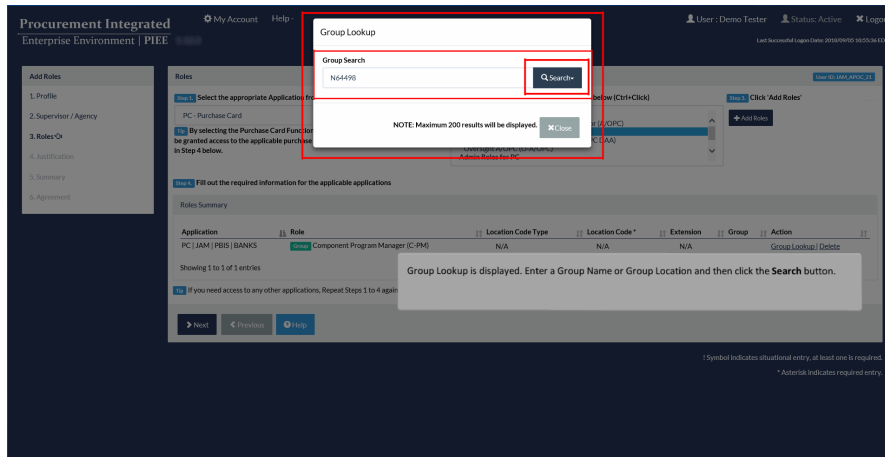 Procurement Integrated
Enterprise Environment | PIEE
My Account Help -
User : Demo Tester Status: Active Logo
Last Successful Logon Date: 2018/09/05 10:55:36 ED
Group Lookup
Group Search
N64498
Search
NOTE: Maximum 200 results will be displayed.
Close
Add Roles
1. Profile
2. Supervisor / Agency
3. Roles
4. Justification
5. Summary
6. Agreement
Roles
User ID: JAM_APOC_21
Step 1. Select the appropriate Application fro
below (Ctrl+Click)
Step 3. Click 'Add Roles'
PC - Purchase Card
or (A/OPC)
PC (AA)
Oversight A/OPC (O-A/OPC)
Admin Roles for PC
Add Roles
Tip By selecting the Purchase Card Function
be granted access to the applicable purchase
in Step 4 below.
Step 4. Fill out the required information for the applicable applications
Roles Summary
Application Role Location Code Type Location Code * Extension Group Action
PC | JAM | PBIS | BANKS Group Component Program Manager (C-PM) N/A N/A N/A Group Lookup | Delete
Showing 1 to 1 of 1 entries
Tip If you need access to any other applications, Repeat Steps 1 to 4 again
Group Lookup is displayed. Enter a Group Name or Group Location and then click the Search button.
Next Previous Help
! Symbol indicates situational entry, at least one is required.
* Asterisk indicates required entry.